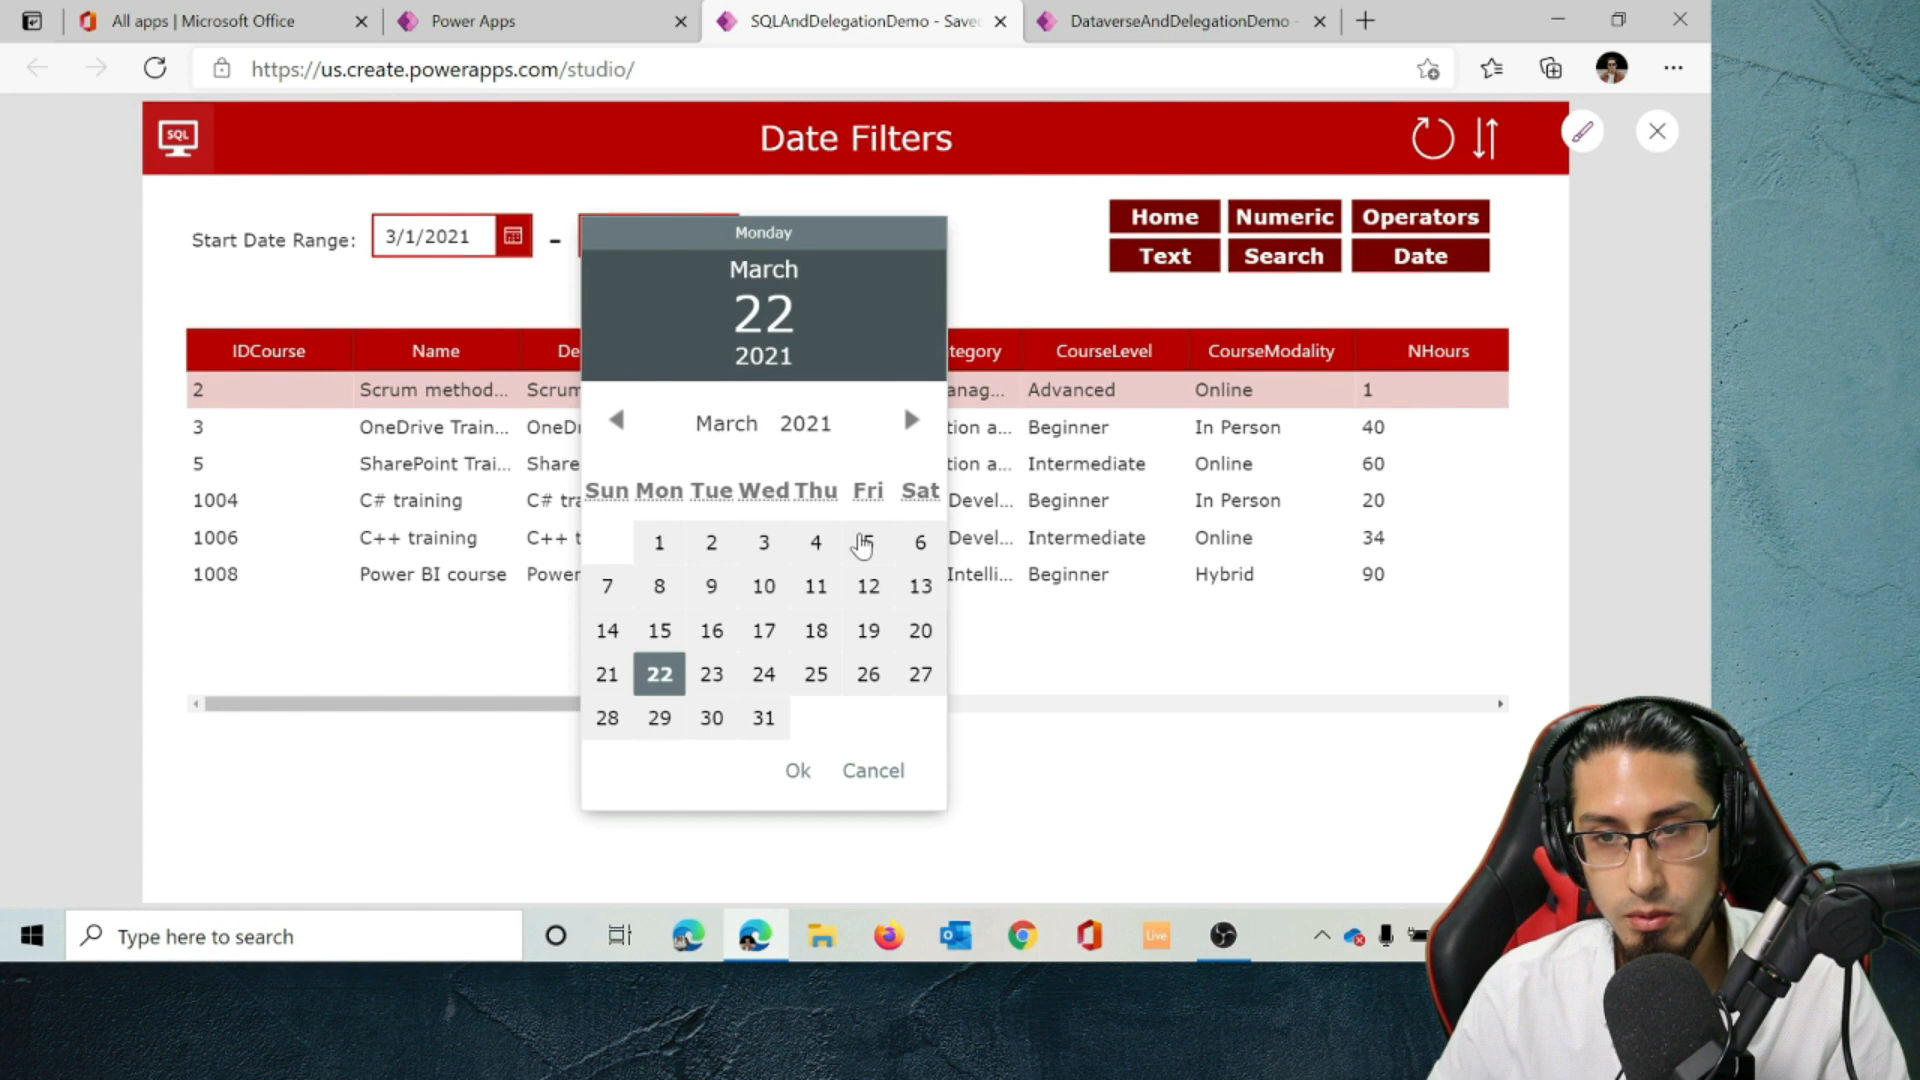 All apps | Microsoft Office
Power Apps
SQLAndDelegationDemo - Saved
DataverseAndDelegationDemo -
https://us.create.powerapps.com/studio/
SQL
Date Filters
Start Date Range:
3/1/2021
-
Home
Numeric
Operators
Text
Search
Date
Monday
March
22
2021
March 2021
Sun Mon Tue Wed Thu Fri Sat
1 2 3 4 5 6
7 8 9 10 11 12 13
14 15 16 17 18 19 20
21 22 23 24 25 26 27
28 29 30 31
Ok Cancel
IDCourse Name De tegory CourseLevel CourseModality NHours
2 Scrum method... Scrum anag... Advanced Online 1
3 OneDrive Train... OneD tion a... Beginner In Person 40
5 SharePoint Trai... Share tion a... Intermediate Online 60
1004 C# training C# tra Devel... Beginner In Person 20
1006 C++ training C++ t Devel... Intermediate Online 34
1008 Power BI course Power Intelli... Beginner Hybrid 90
Type here to search
Live